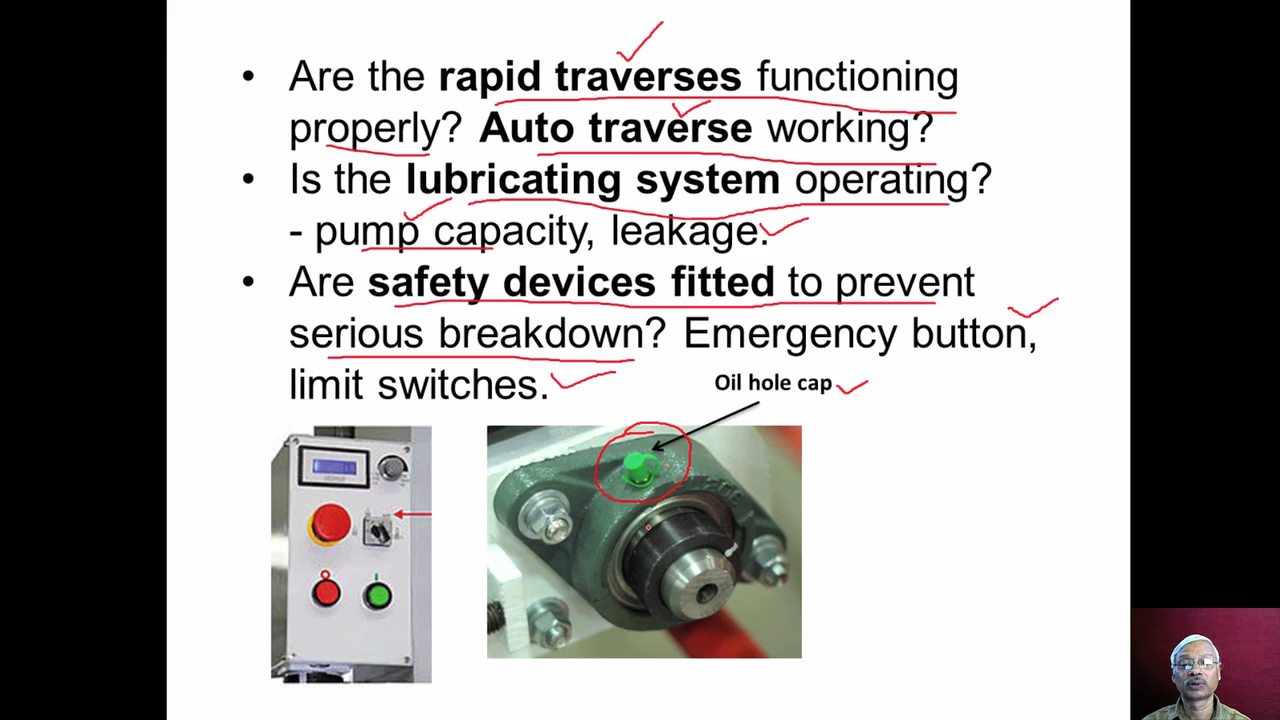 • Are the rapid traverses functioning
properly? Auto traverse working?
• Is the lubricating system operating?
- pump capacity, leakage.
• Are safety devices fitted to prevent
serious breakdown? Emergency button,
limit switches.
Oil hole cap